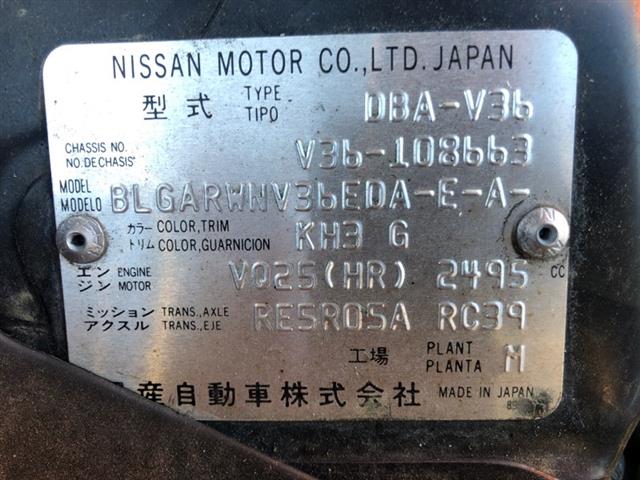 NISSAN MOTOR CO.,LTD. JAPAN
型式 TYPE TIPO DBA-V36
CHASSIS NO. NO.DECHASIS V36-108663
MODEL MODELO BLGARWNV36EDA-E-A-
カラー COLOR,TRIM
トリム COLOR,GUARNICION KH3 G
エンジン ENGINE MOTOR VQ25(HR) 2495 CC
ミッション TRANS.,AXLE
アクスル TRANS.,EJE RE5R05A RC39
工場 PLANT PLANTA M
産自動車株式会社 MADE IN JAPAN